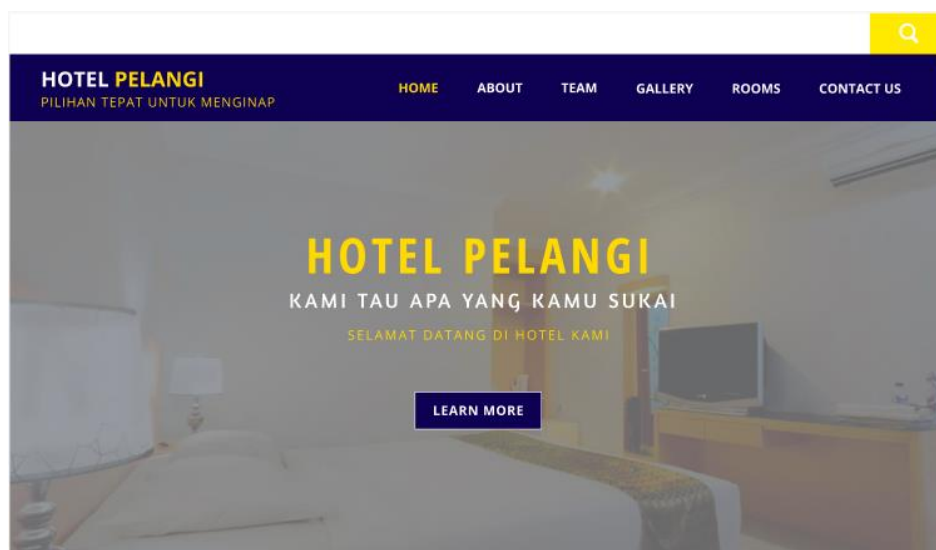 HOTEL PELANGI
PILIHAN TEPAT UNTUK MENGINAP
HOME ABOUT TEAM GALLERY ROOMS CONTACT US
HOTEL PELANGI
KAMI TAU APA YANG KAMU SUKAI
SELAMAT DATANG DI HOTEL KAMI
LEARN MORE